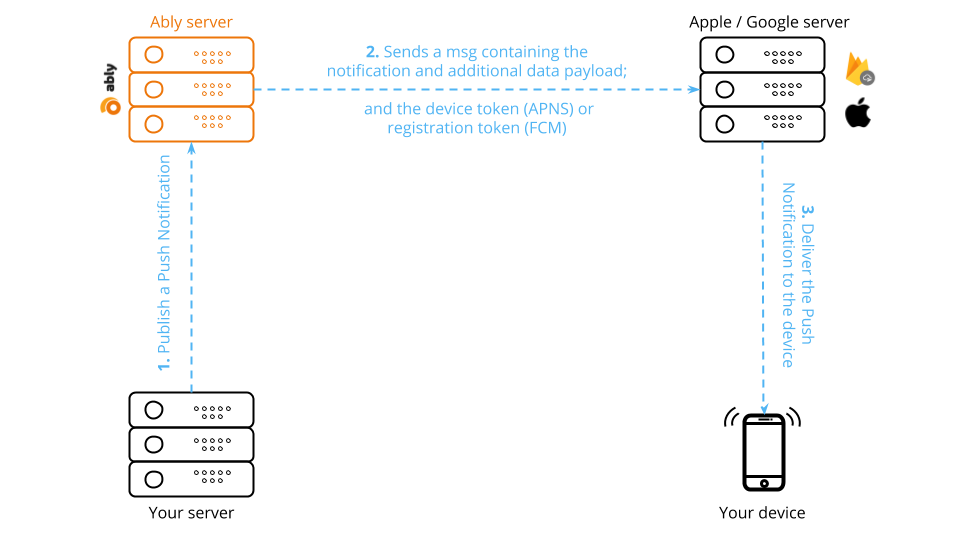 Ably server
Apple / Google server
ably
2. Sends a msg containing the
notification and additional data payload;
and the device token (APNS) or
registration token (FCM)
1. Publish a Push Notification
3. Deliver the Push
Notification to the device
Your server
Your device